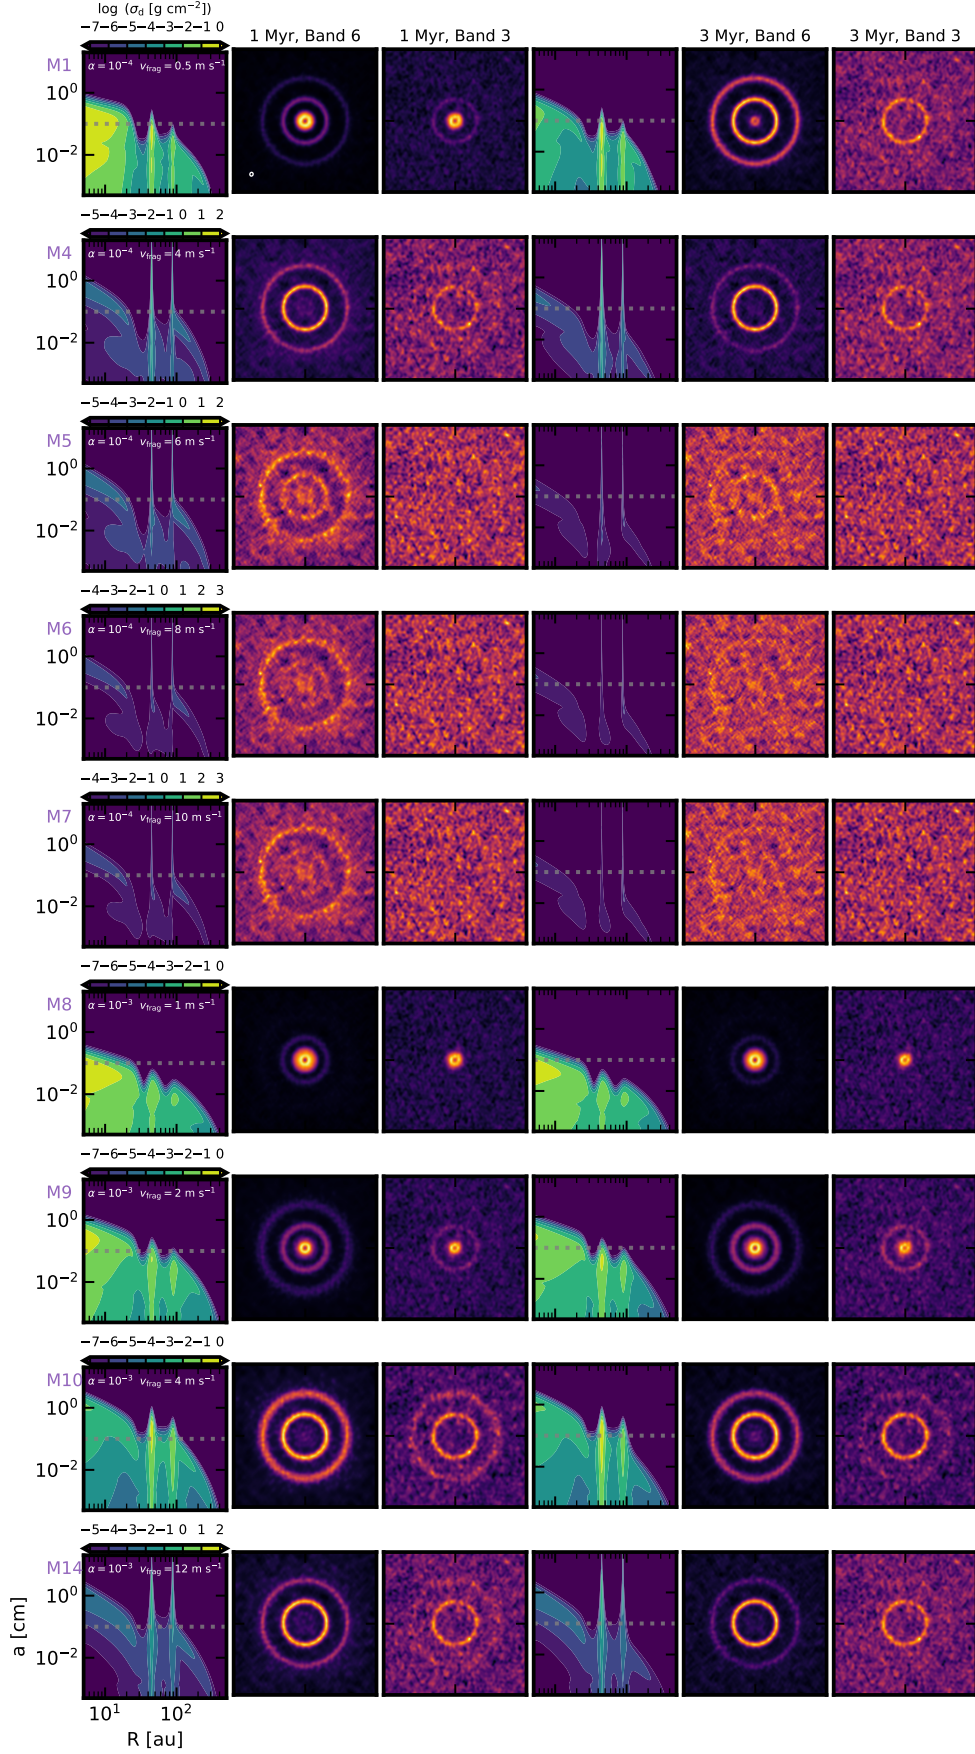 log (σd [g cm−2])
−7−6−5−4−3−2−1 0
1 Myr, Band 6
1 Myr, Band 3
3 Myr, Band 6
3 Myr, Band 3
M1
α = 10−4 vfrag = 0.5 m s−1
10^0
10^−2
−5−4−3−2−1 0 1 2
M4
α = 10−4 vfrag = 4 m s−1
10^0
10^−2
−5−4−3−2−1 0 1 2
M5
α = 10−4 vfrag = 6 m s−1
10^0
10^−2
−4−3−2−1 0 1 2 3
M6
α = 10−4 vfrag = 8 m s−1
10^0
10^−2
−4−3−2−1 0 1 2 3
M7
α = 10−4 vfrag = 10 m s−1
10^0
10^−2
−7−6−5−4−3−2−1 0
M8
α = 10−3 vfrag = 1 m s−1
10^0
10^−2
−7−6−5−4−3−2−1 0
M9
α = 10−3 vfrag = 2 m s−1
10^0
10^−2
−7−6−5−4−3−2−1 0
M10
α = 10−3 vfrag = 4 m s−1
10^0
10^−2
−5−4−3−2−1 0 1 2
M14
α = 10−3 vfrag = 12 m s−1
10^0
10^−2
a [cm]
10^1 10^2
R [au]